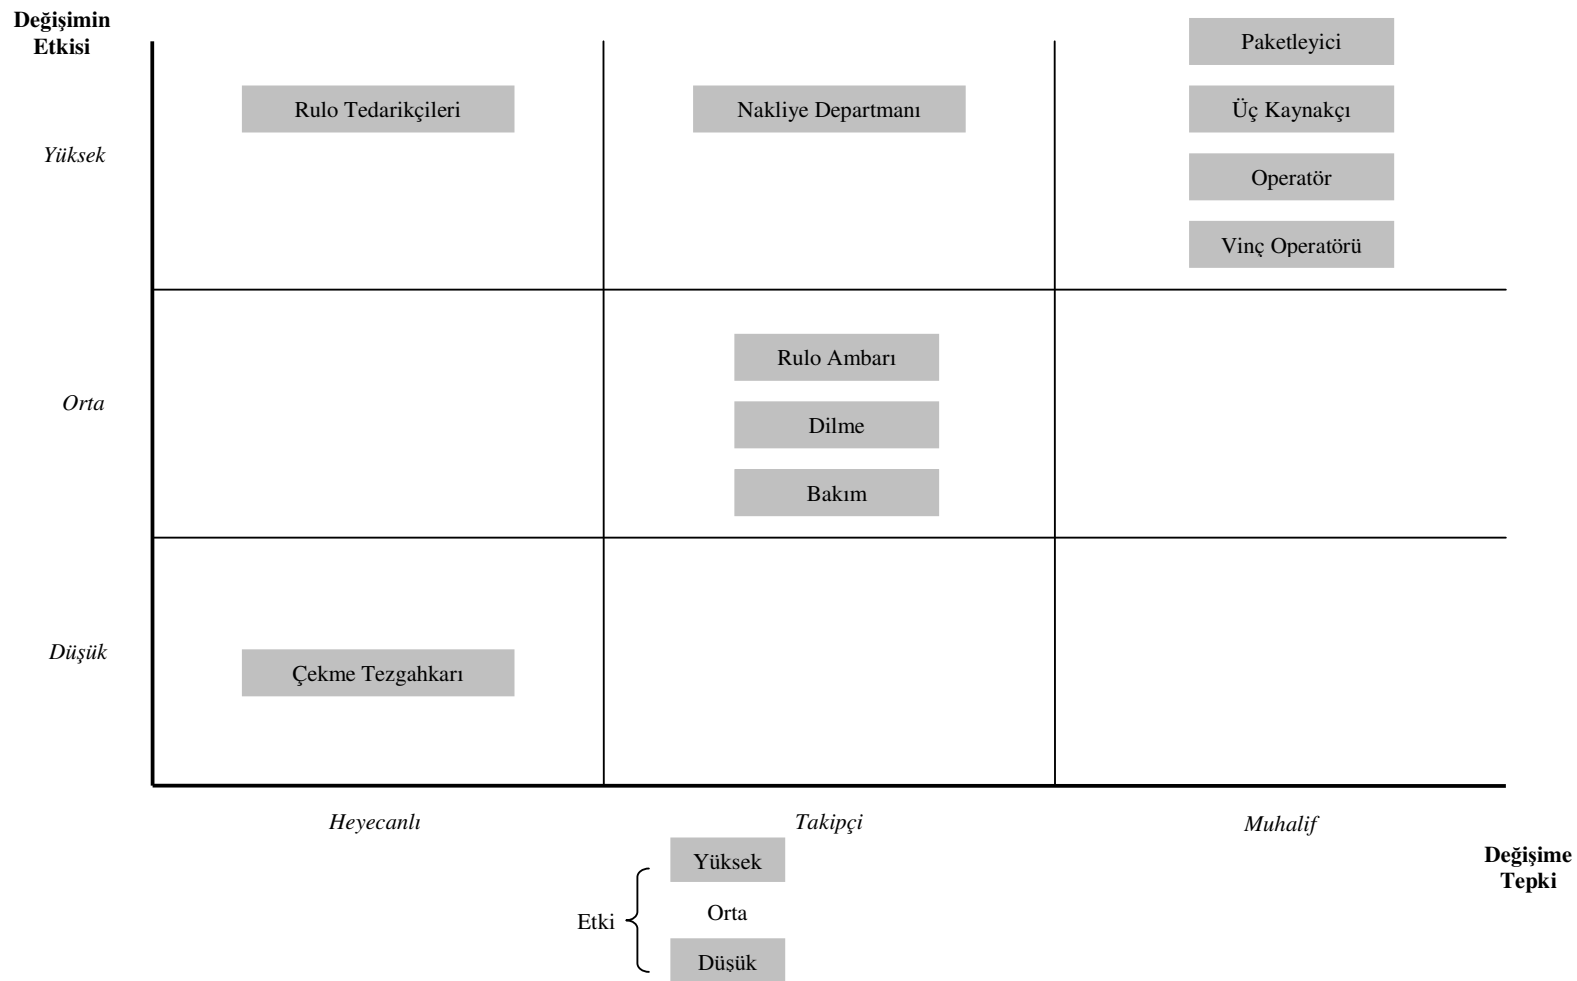 Değişimin
Etkisi
Paketleyici
Rulo Tedarikçileri
Nakliye Departmanı
Üç Kaynakçı
Yüksek
Operatör
Vinç Operatörü
Rulo Ambarı
Orta
Dilme
Bakım
Düşük
Çekme Tezgahkarı
Heyecanlı
Takipçi
Muhalif
Değişime
Tepki
Yüksek
Etki
Orta
Düşük